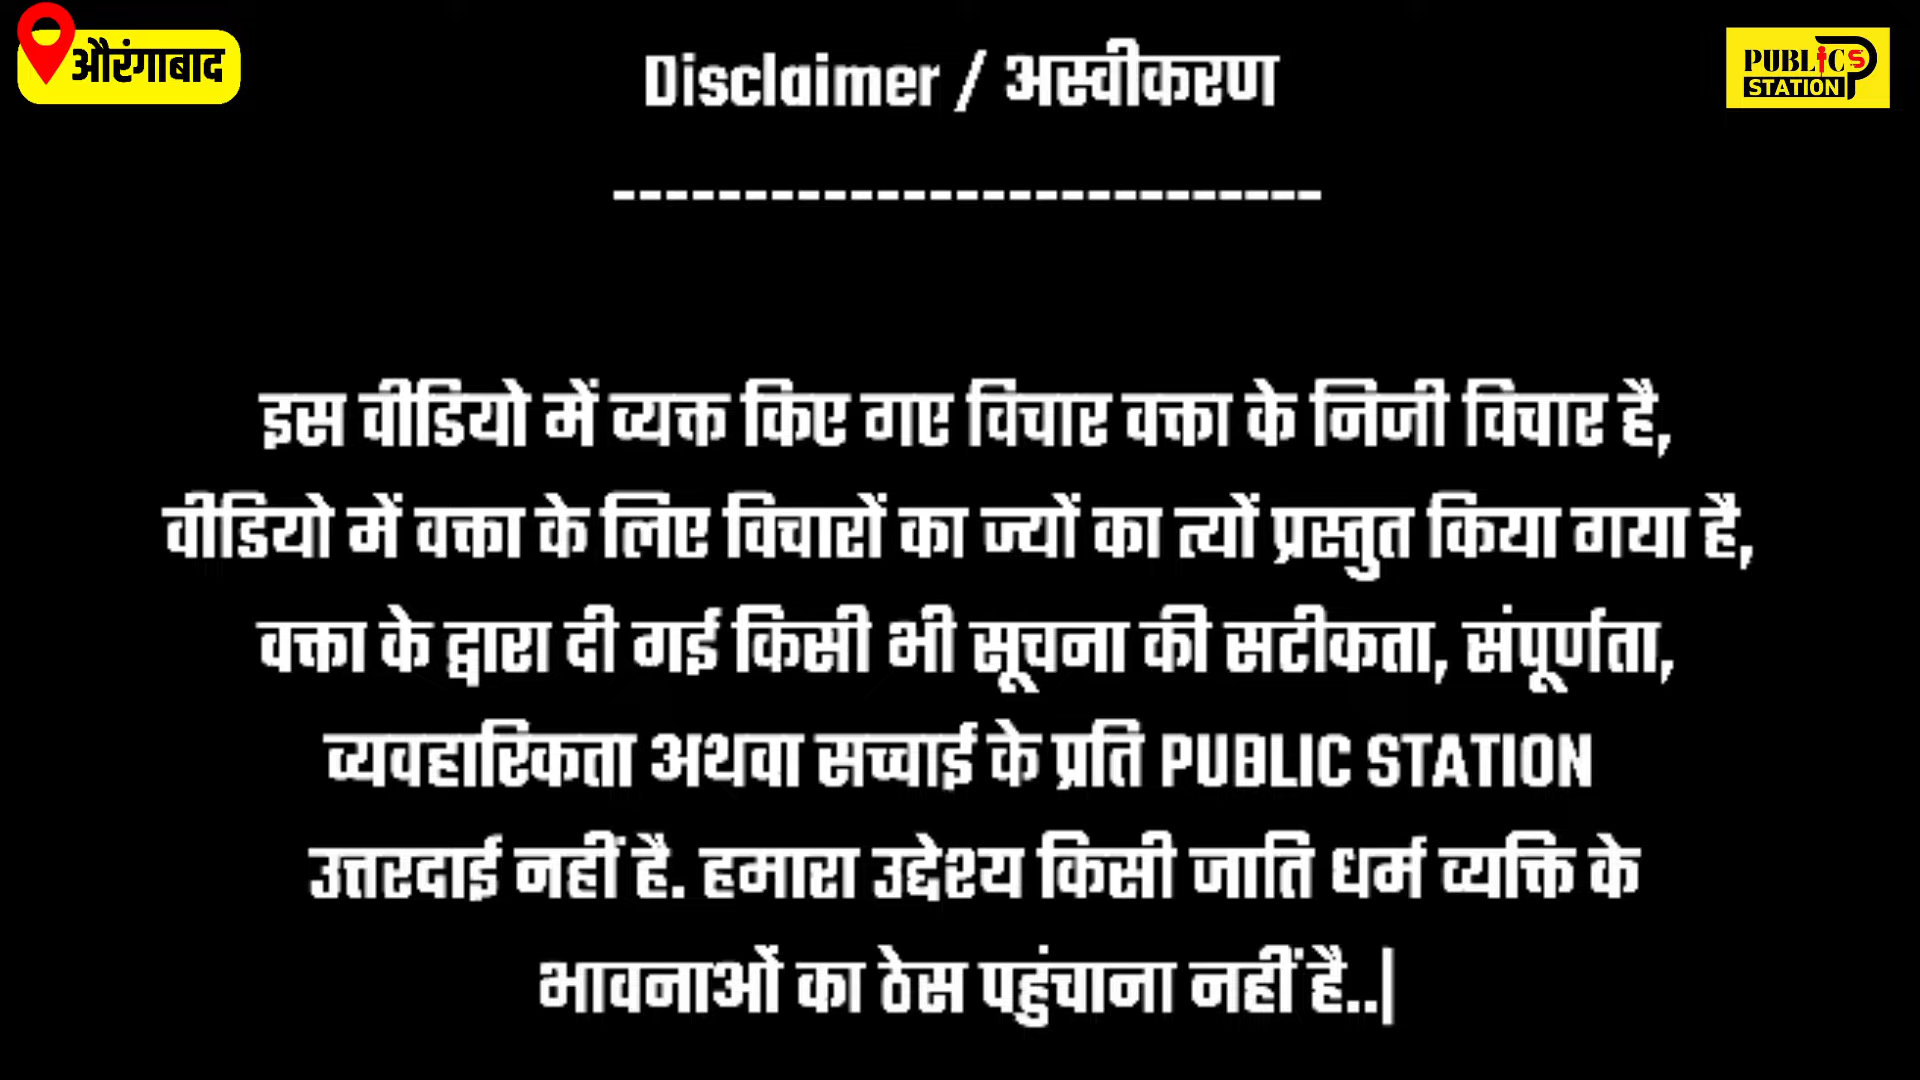 औरंगाबाद
PUBLiCS
STATION
Disclaimer / अस्वीकरण
---------------------------
इस वीडियो में व्यक्त किए गए विचार वक्ता के निजी विचार है,
वीडियो में वक्ता के लिए विचारों का ज्यों का त्यों प्रस्तुत किया गया है,
वक्ता के द्वारा दी गई किसी भी सूचना की सटीकता, संपूर्णता,
व्यवहारिकता अथवा सच्चाई के प्रति PUBLIC STATION
उत्तरदाई नहीं है. हमारा उद्देश्य किसी जाति धर्म व्यक्ति के
भावनाओं का ठेस पहुंचाना नहीं है..|